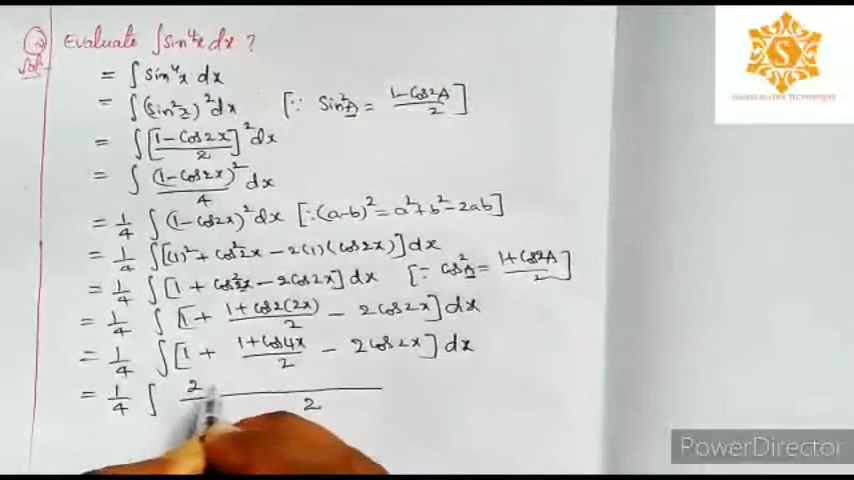 Q Evaluate ∫sin⁴x dx ?
Sol:-
= ∫sin⁴x dx
= ∫(sin²x)² dx [∵ Sin²A = (1-Cos2A)/2]
= ∫[(1-Cos2x)/2]² dx
= ∫ (1-Cos2x)²/4 dx
= 1/4 ∫(1-cos2x)² dx [∵(a-b)² = a²+b²-2ab]
= 1/4 ∫[(1)² + cos²2x - 2(1)(cos2x)] dx
= 1/4 ∫[1 + cos²2x - 2cos2x] dx [∵ cos²A = (1+Cos2A)/2]
= 1/4 ∫[1 + (1+cos2(2x))/2 - 2cos2x] dx
= 1/4 ∫[1 + (1+cos4x)/2 - 2cos2x] dx
= 1/4 ∫ 2 / 2
S
PowerDirector